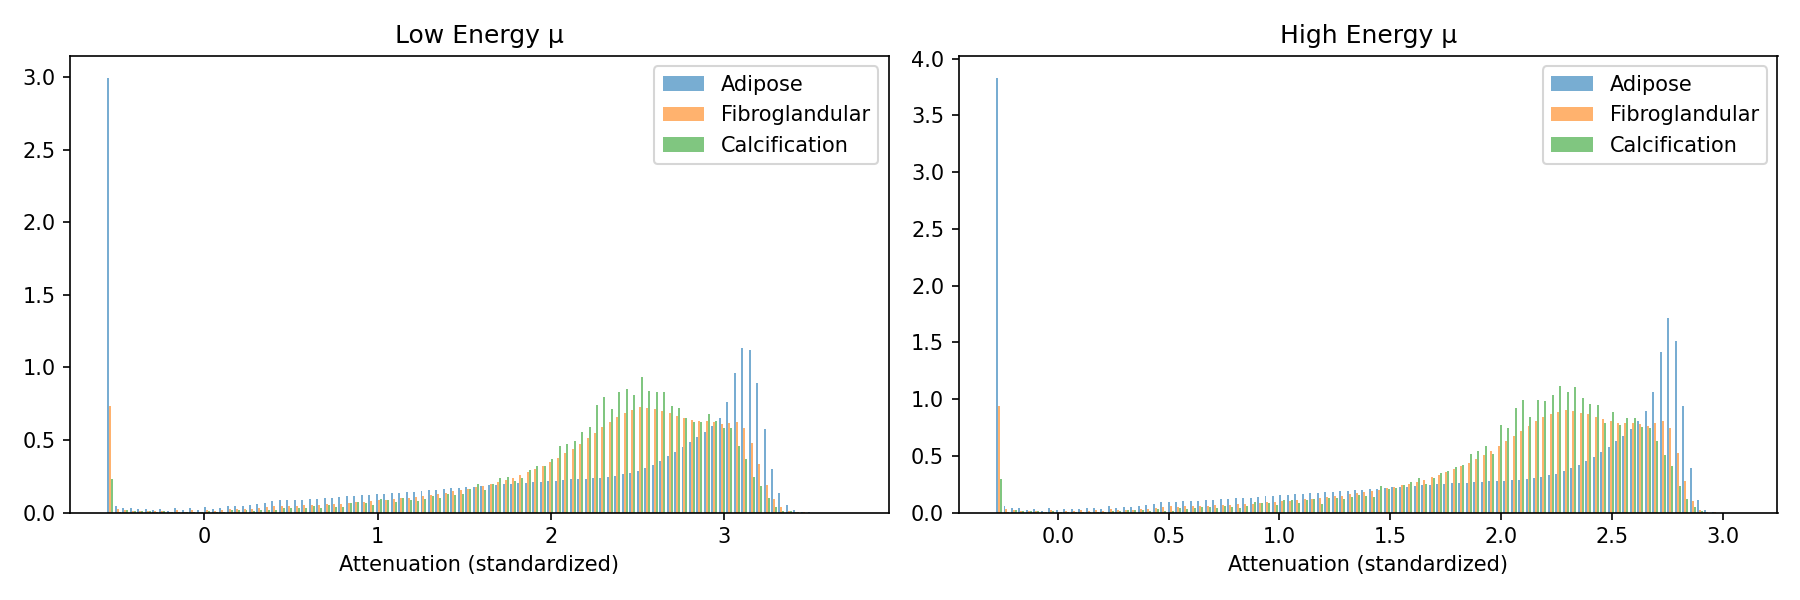 Low Energy μ
3.0
2.5
2.0
1.5
1.0
0.5
0.0
0 1 2 3
Attenuation (standardized)
Adipose
Fibroglandular
Calcification
High Energy μ
4.0
3.5
3.0
2.5
2.0
1.5
1.0
0.5
0.0
0.0 0.5 1.0 1.5 2.0 2.5 3.0
Attenuation (standardized)
Adipose
Fibroglandular
Calcification